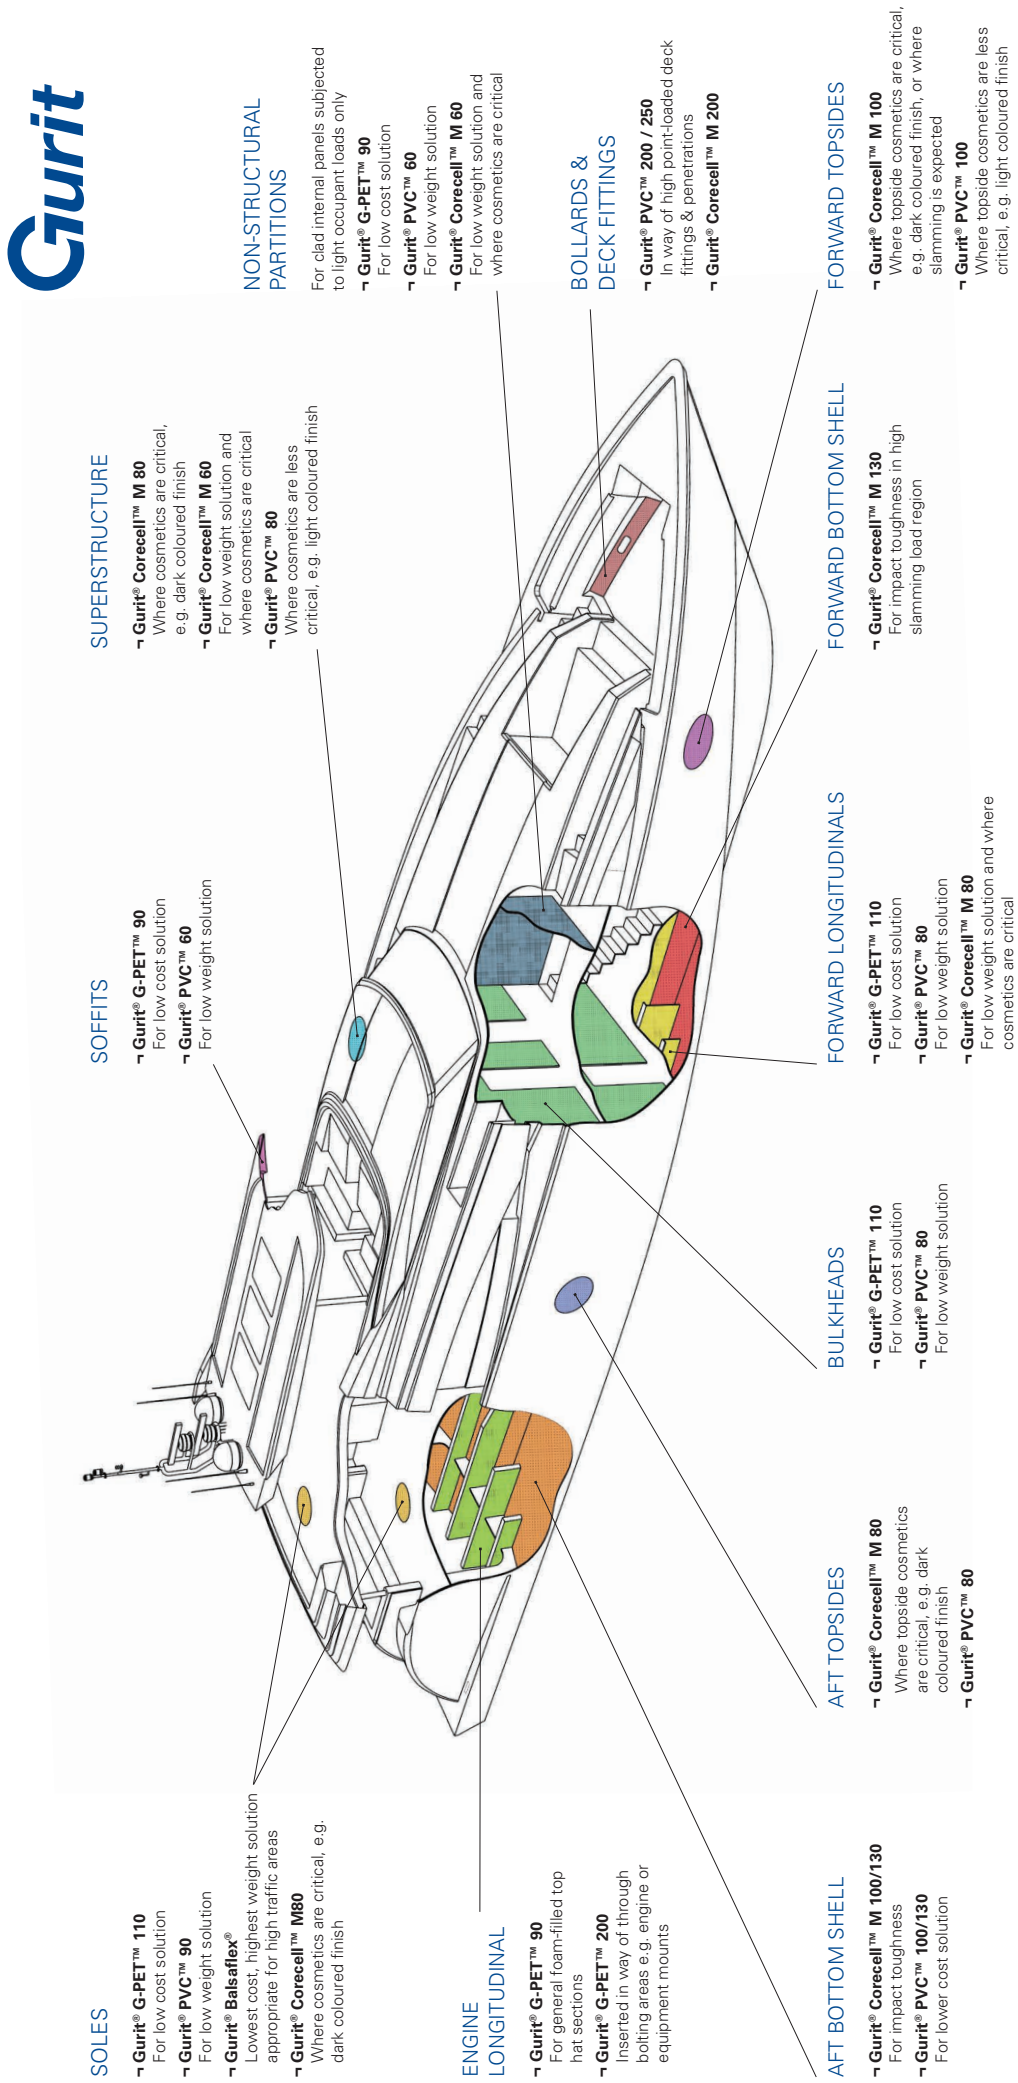 Gurit
SOLES
¬ Gurit® G-PET™ 110
For low cost solution
¬ Gurit® PVC™ 90
For low weight solution
¬ Gurit® Balsaflex®
Lowest cost, highest weight solution
appropriate for high traffic areas
¬ Gurit® Corecell™ M80
Where cosmetics are critical, e.g.
dark coloured finish
SOFFITS
¬ Gurit® G-PET™ 90
For low cost solution
¬ Gurit® PVC™ 60
For low weight solution
SUPERSTRUCTURE
¬ Gurit® Corecell™ M 80
Where cosmetics are critical,
e.g. dark coloured finish
¬ Gurit® Corecell™ M 60
For low weight solution and
where cosmetics are critical
¬ Gurit® PVC™ 80
Where cosmetics are less
critical, e.g. light coloured finish
NON-STRUCTURAL
PARTITIONS
For clad internal panels subjected
to light occupant loads only
¬ Gurit® G-PET™ 90
For low cost solution
¬ Gurit® PVC™ 60
For low weight solution
¬ Gurit® Corecell™ M 60
For low weight solution and
where cosmetics are critical
ENGINE
LONGITUDINAL
¬ Gurit® G-PET™ 90
For general foam-filled top
hat sections
¬ Gurit® G-PET™ 200
Inserted in way of through
bolting areas e.g. engine or
equipment mounts
BOLLARDS &
DECK FITTINGS
¬ Gurit® PVC™ 200 / 250
In way of high point-loaded deck
fittings & penetrations
¬ Gurit® Corecell™ M 200
AFT BOTTOM SHELL
¬ Gurit® Corecell™ M 100/130
For impact toughness
¬ Gurit® PVC™ 100/130
For lower cost solution
AFT TOPSIDES
¬ Gurit® Corecell™ M 80
Where topside cosmetics
are critical, e.g. dark
coloured finish
¬ Gurit® PVC™ 80
BULKHEADS
¬ Gurit® G-PET™ 110
For low cost solution
¬ Gurit® PVC™ 80
For low weight solution
FORWARD LONGITUDINALS
¬ Gurit® G-PET™ 110
For low cost solution
¬ Gurit® PVC™ 80
For low weight solution
¬ Gurit® Corecell™ M 80
For low weight solution and where
cosmetics are critical
FORWARD BOTTOM SHELL
¬ Gurit® Corecell™ M 130
For impact toughness in high
slamming load region
FORWARD TOPSIDES
¬ Gurit® Corecell™ M 100
Where topside cosmetics are critical,
e.g. dark coloured finish, or where
slamming is expected
¬ Gurit® PVC™ 100
Where topside cosmetics are less
critical, e.g. light coloured finish